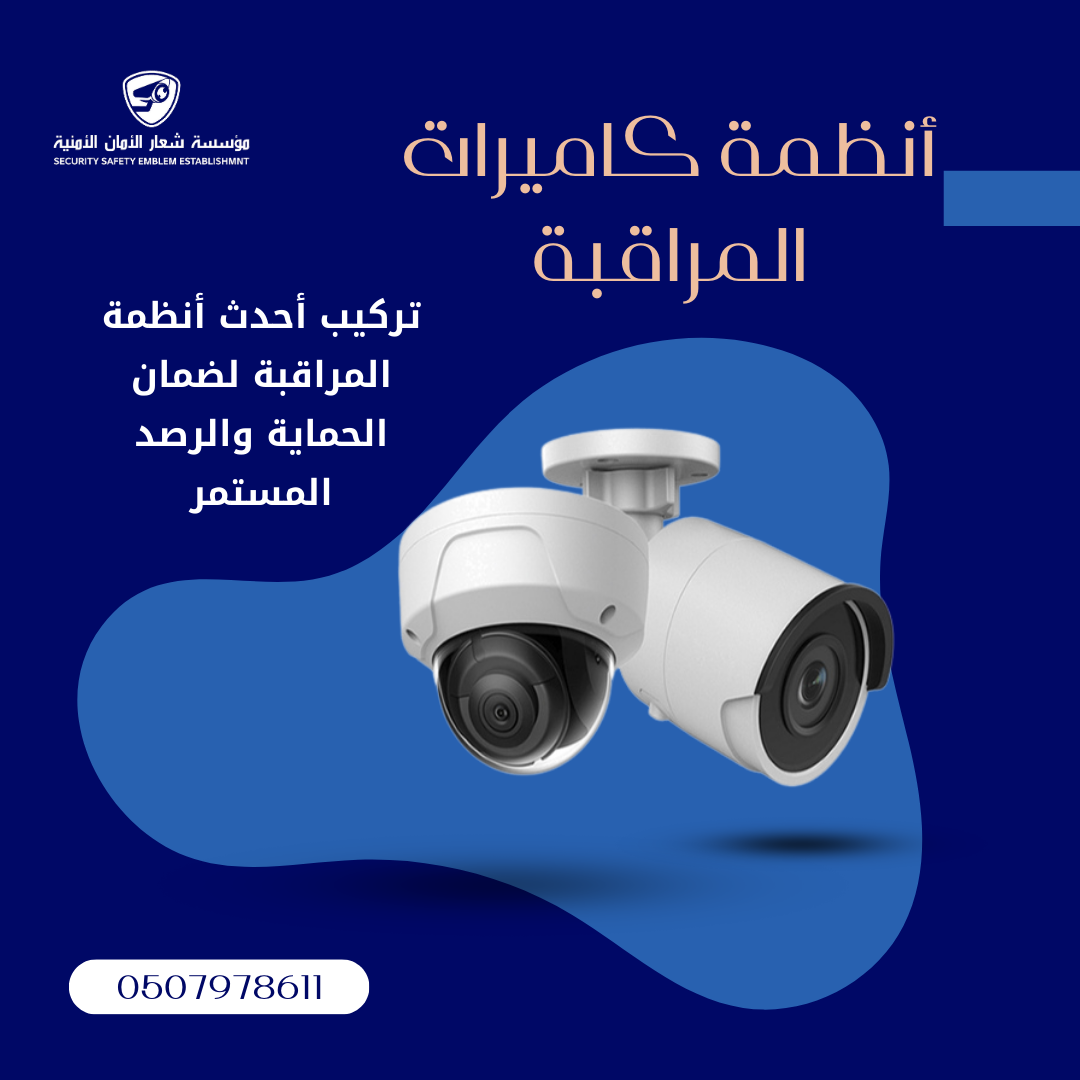 مؤسسة شعار الأمان الأمنية
SECURITY SAFETY EMBLEM ESTABLISHMNT
أنظمة كاميرات
المراقبة
تركيب أحدث أنظمة
المراقبة لضمان
الحماية والرصد
المستمر
0507978611